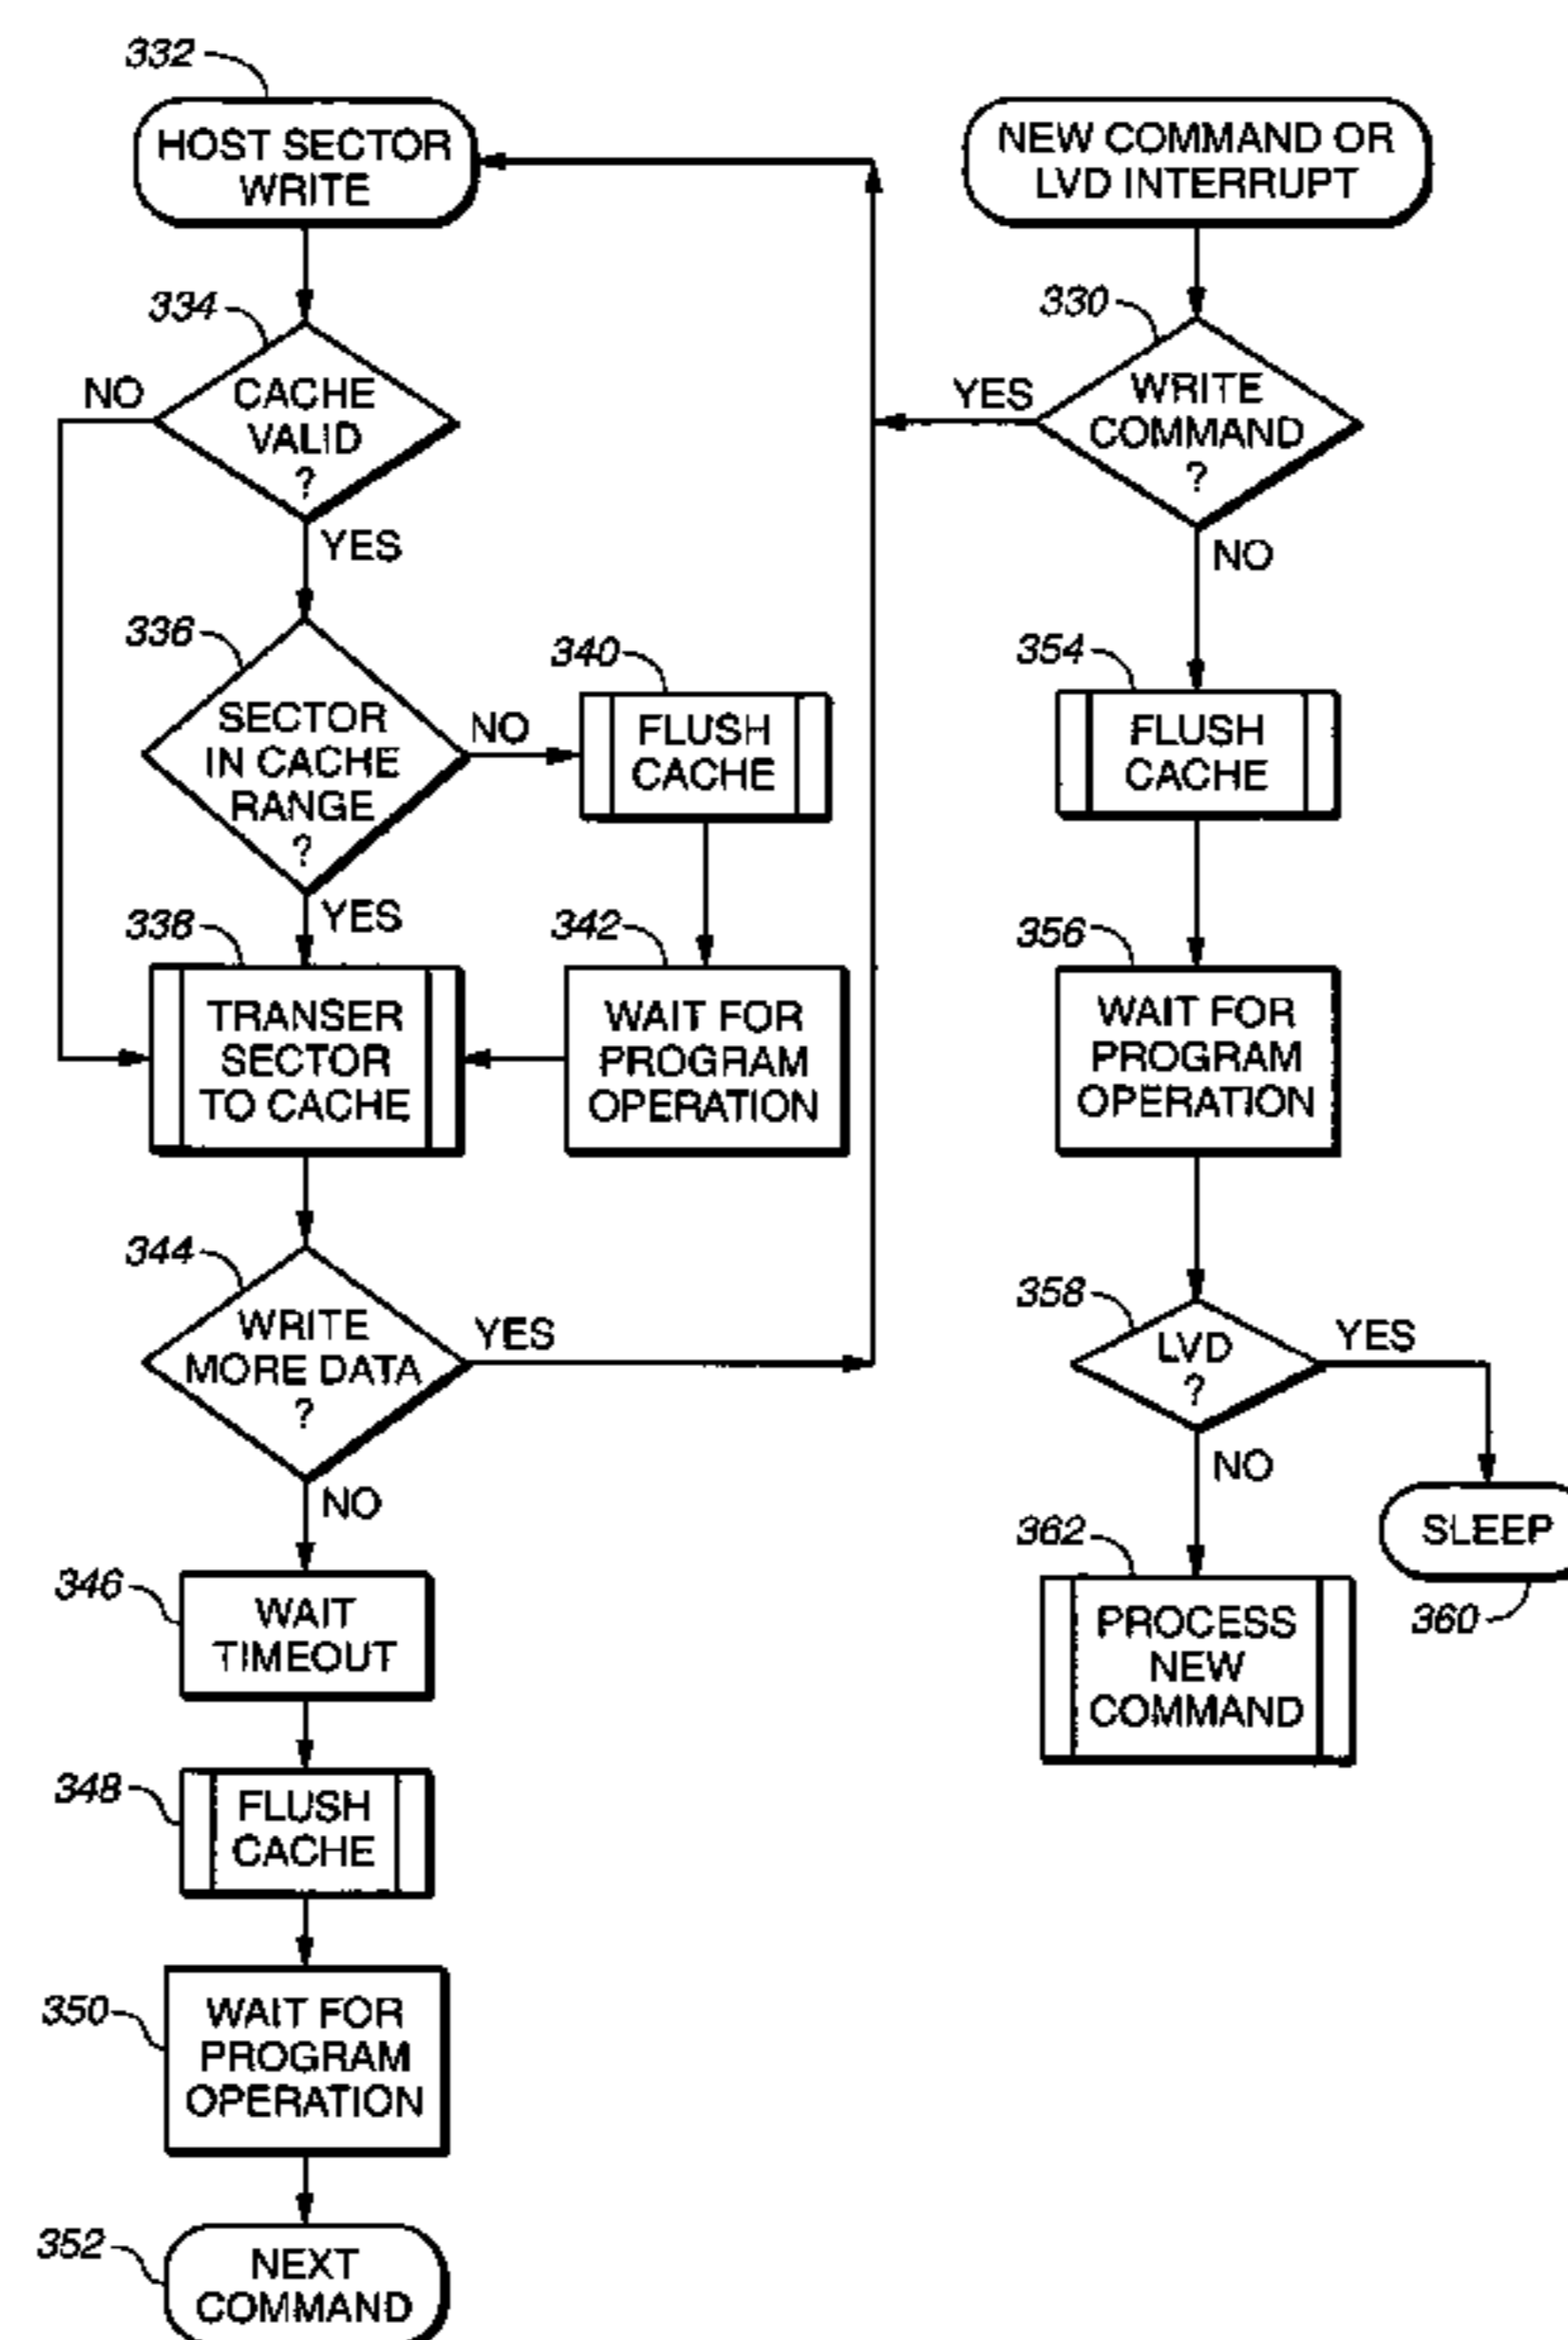 332
HOST SECTOR
WRITE
334
NO
CACHE
VALID
?
YES
336
SECTOR
IN CACHE
RANGE
?
NO
340
FLUSH
CACHE
YES
338
TRANSER
SECTOR
TO CACHE
342
WAIT FOR
PROGRAM
OPERATION
344
WRITE
MORE DATA
?
YES
NO
346
WAIT
TIMEOUT
348
FLUSH
CACHE
350
WAIT FOR
PROGRAM
OPERATION
352
NEXT
COMMAND
NEW COMMAND OR
LVD INTERRUPT
330
YES
WRITE
COMMAND
?
NO
354
FLUSH
CACHE
356
WAIT FOR
PROGRAM
OPERATION
358
LVD
?
YES
NO
SLEEP
360
362
PROCESS
NEW
COMMAND